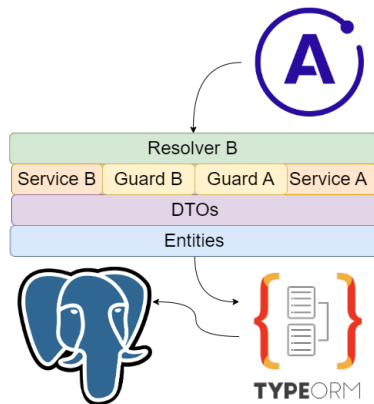 A
Resolver B
Service B Guard B Guard A Service A
DTOs
Entities
TYPEORM